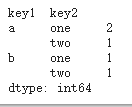 key1  key2
a     one     2
      two     1
b     one     1
      two     1
dtype: int64